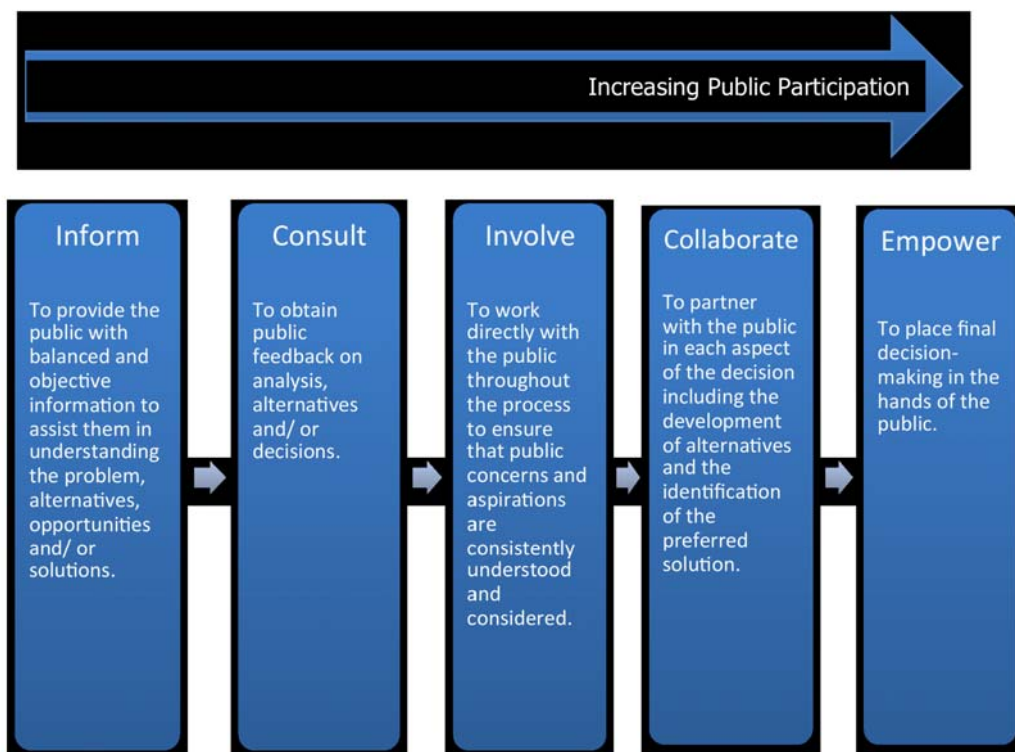 Increasing Public Participation
Inform
To provide the
public with
balanced and
objective
information to
assist them in
understanding
the problem,
alternatives,
opportunities
and/ or
solutions.
Consult
To obtain
public
feedback on
analysis,
alternatives
and/ or
decisions.
Involve
To work
directly with
the public
throughout
the process
to ensure
that public
concerns and
aspirations
are
consistently
understood
and
considered.
Collaborate
To partner
with the public
in each aspect
of the decision
including the
development
of alternatives
and the
identification
of the
preferred
solution.
Empower
To place final
decision-
making in the
hands of the
public.